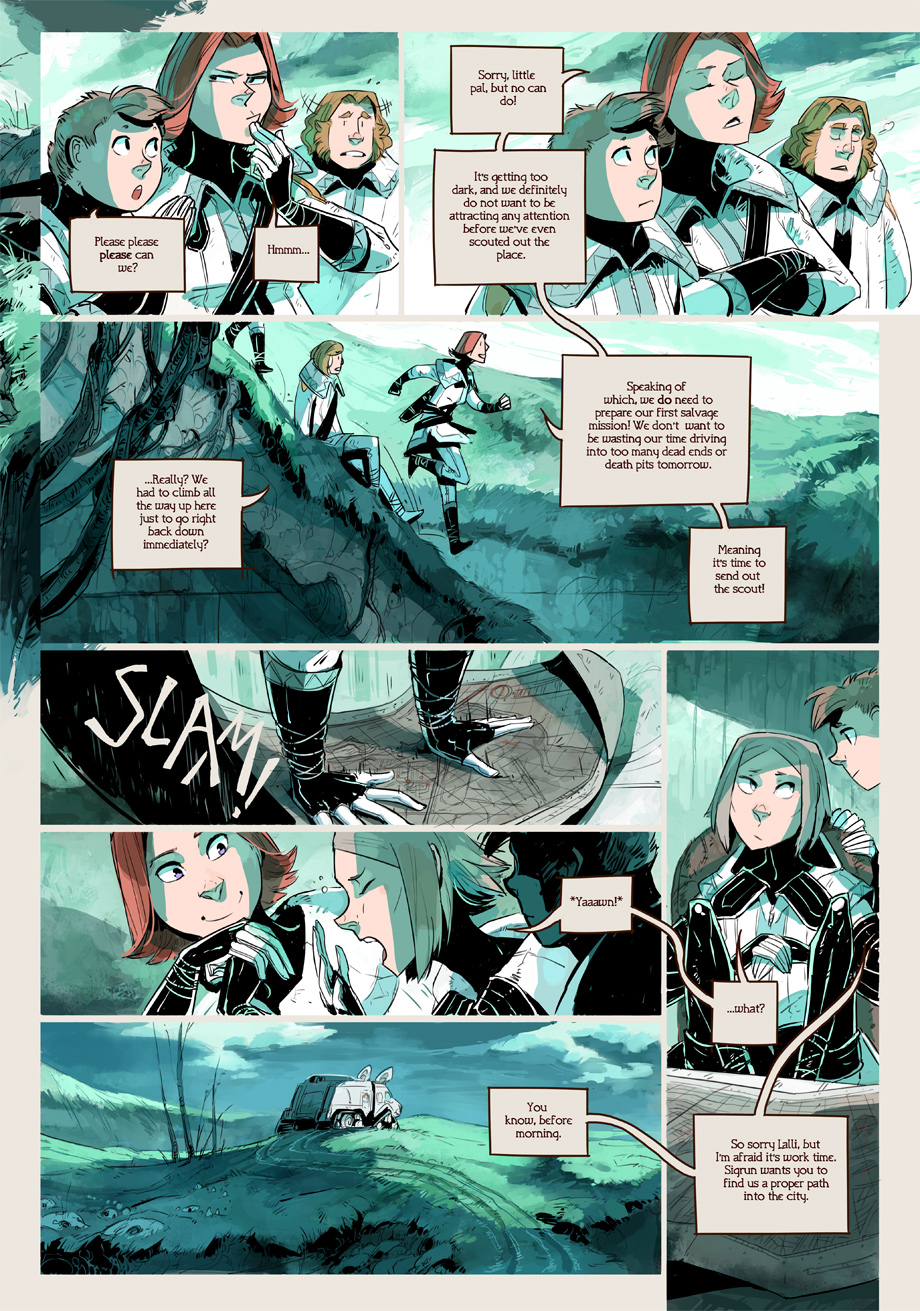 Please please
please can
we?
Hmmm...
Sorry, little
pal, but no can
do!
It's getting too
dark, and we definitely
do not want to be
attracting any attention
before we've even
scouted out the
place.
Speaking of
which, we do need to
prepare our first salvage
mission! We don't want to
be wasting our time driving
into too many dead ends or
death pits tomorrow.
...Really? We
had to climb all
the way up here
just to go right
back down
immediately?
Meaning
it's time to
send out
the scout!
SLAM!
*Yaaawn!*
...what?
So sorry Lalli, but
I'm afraid it's work time.
Sigrun wants you to
find us a proper path
into the city.
You
know, before
morning.